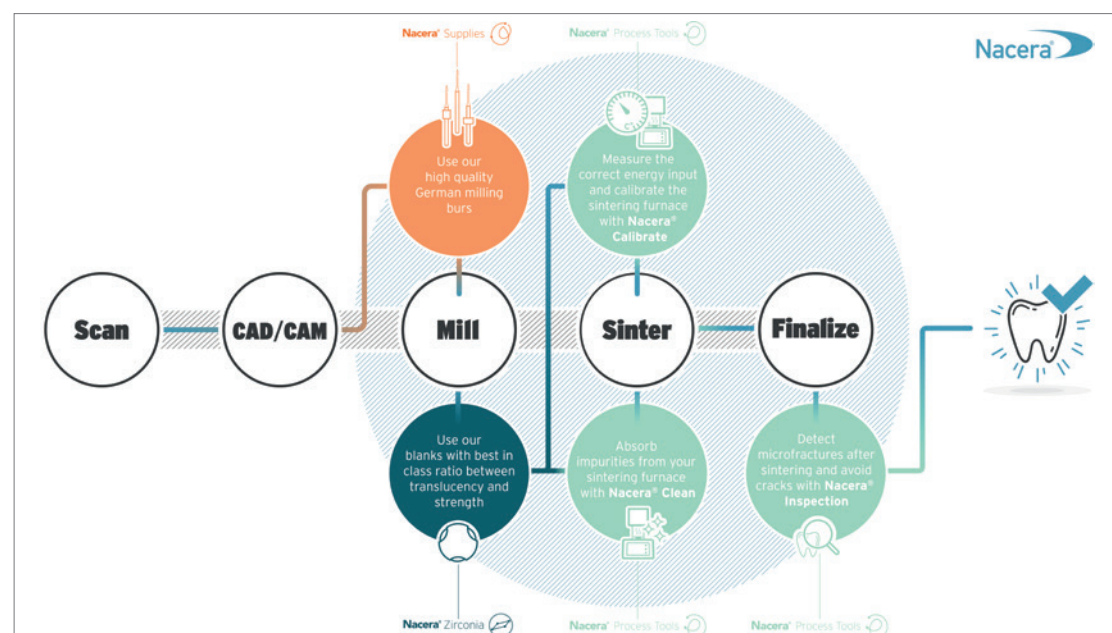 Nacera® Supplies
Nacera® Process Tools
Nacera®
Use our
high quality
German milling
burs
Measure the
correct energy input
and calibrate the
sintering furnace
with Nacera®
Calibrate
C°
Scan
CAD/CAM
Mill
Sinter
Finalize
Use our
blanks with best in
class ratio between
translucency and
strength
Absorb
impurities from your
sintering furnace
with Nacera® Clean
Detect
microfractures after
sintering and avoid
cracks with Nacera®
Inspection
Nacera® Zirconia
Nacera® Process Tools
Nacera® Process Tools